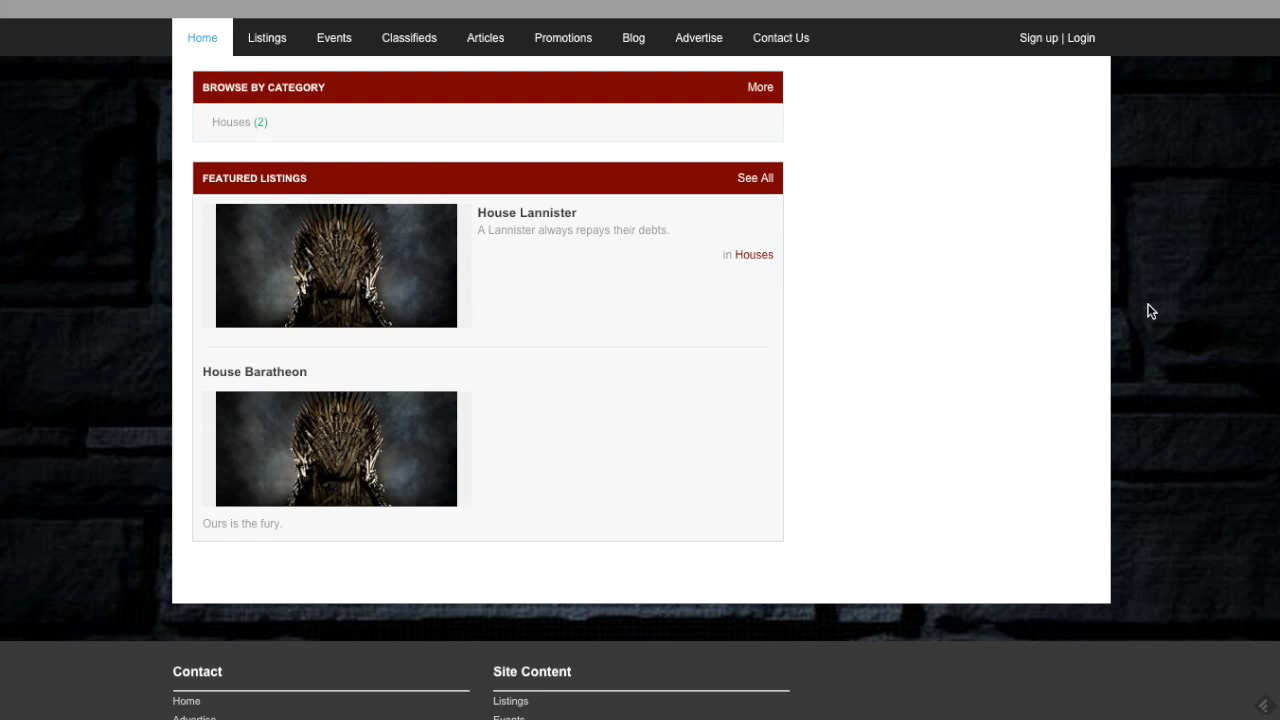 Home Listings Events Classifieds Articles Promotions Blog Advertise Contact Us Sign up | Login
BROWSE BY CATEGORY More
Houses (2)
FEATURED LISTINGS See All
House Lannister
A Lannister always repays their debts.
in Houses
House Baratheon
Ours is the fury.
Contact Site Content
Home Listings
Advertise Events